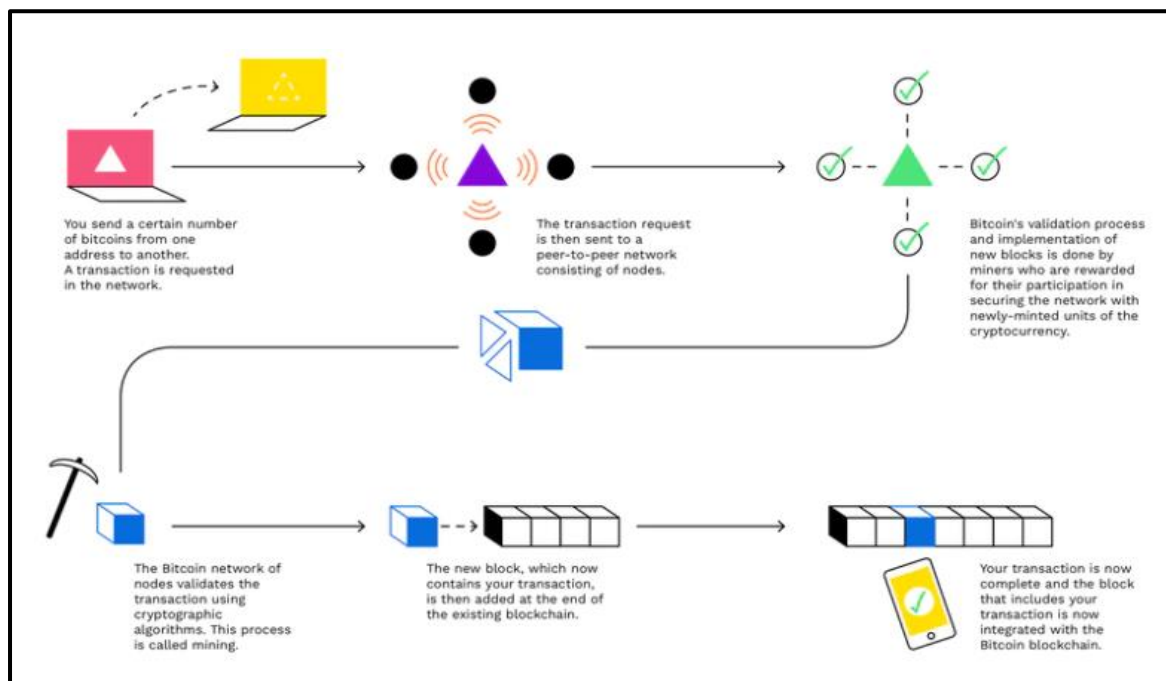 You send a certain number
of bitcoins from one
address to another.
A transaction is requested
in the network.
The transaction request
is then sent to a
peer-to-peer network
consisting of nodes.
Bitcoin's validation process
and implementation of
new blocks is done by
miners who are rewarded
for their participation in
securing the network with
newly-minted units of the
cryptocurrency.
The Bitcoin network of
nodes validates the
transaction using
cryptographic
algorithms. This process
is called mining.
The new block, which now
contains your transaction,
is then added at the end of
the existing blockchain.
Your transaction is now
complete and the block
that includes your
transaction is now
integrated with the
Bitcoin blockchain.